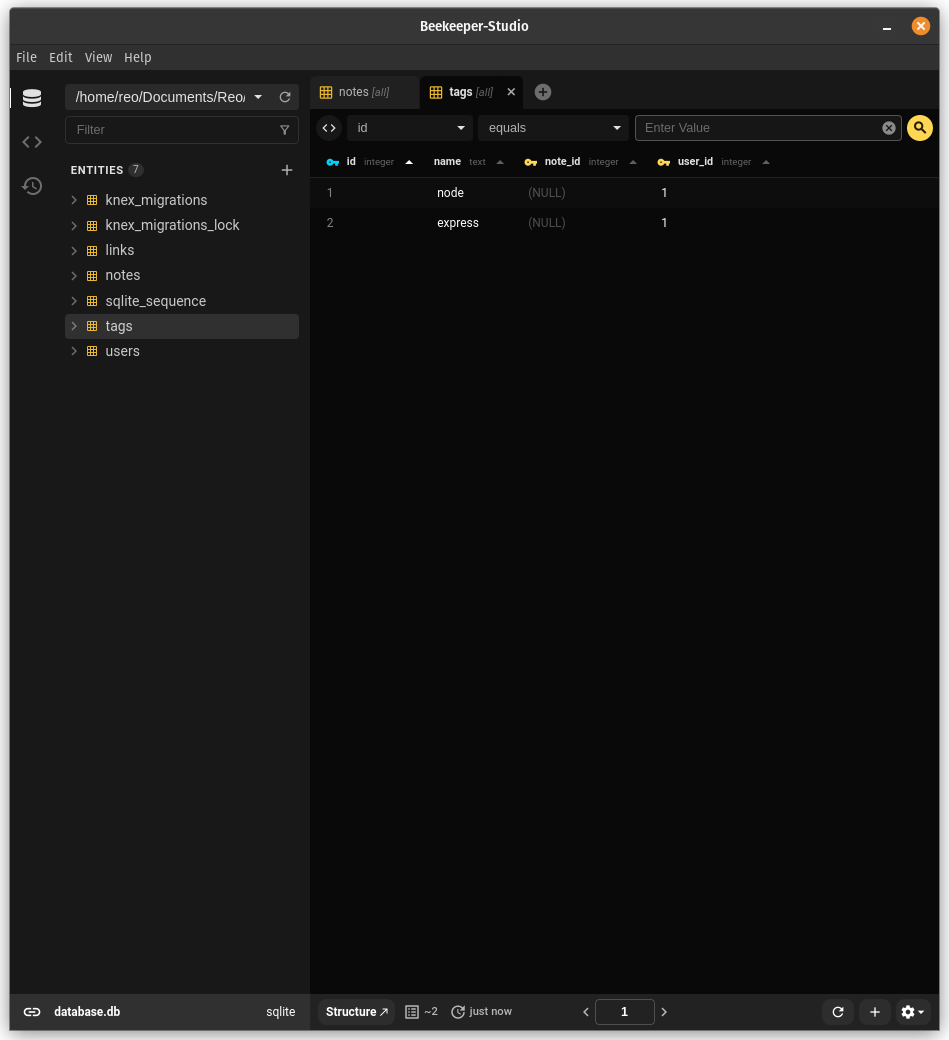 Beekeeper-Studio
File Edit View Help
/home/reo/Documents/Reo/
Filter
ENTITIES 7
knex_migrations
knex_migrations_lock
links
notes
sqlite_sequence
tags
users
notes [all]
tags [all]
id equals Enter Value
id integer name text note_id integer user_id integer
1 node (NULL) 1
2 express (NULL) 1
database.db sqlite
Structure ~2 just now 1